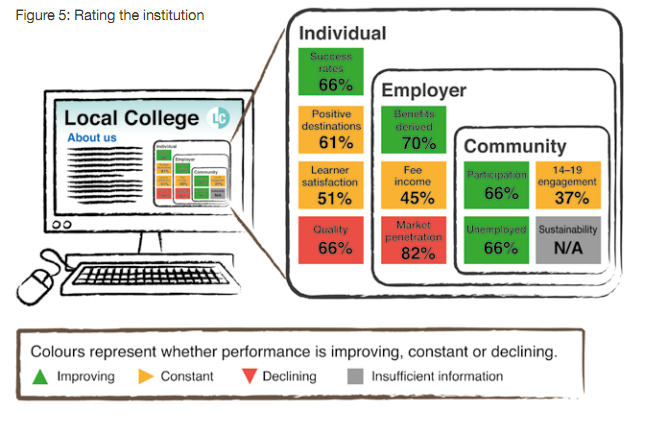 Figure 5: Rating the institution
Local College LC
About us
Individual
Employer
Community
Individual
Success
rates
66%
Positive
destinations
61%
Learner
satisfaction
51%
Quality
66%
Employer
Benefits
derived
70%
Fee
income
45%
Market
penetration
82%
Community
Participation
66%
14–19
engagement
37%
Unemployed
66%
Sustainability
N/A
Colours represent whether performance is improving, constant or declining.
Improving Constant Declining Insufficient information